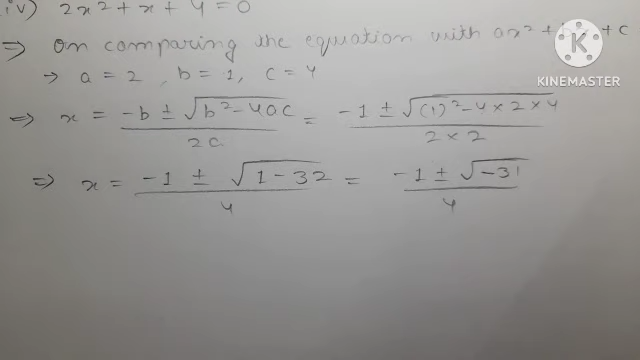 iv) 2x² + x + 4 = 0
⇒ On comparing the equation with ax² + + c
→ a = 2, b = 1, c = 4
⇒ x = (-b ± √(b² - 4ac))/2a = (-1 ± √((1)² - 4 × 2 × 4))/(2 × 2)
⇒ x = (-1 ± √(1 - 32))/4 = (-1 ± √(-31))/4
KINEMASTER